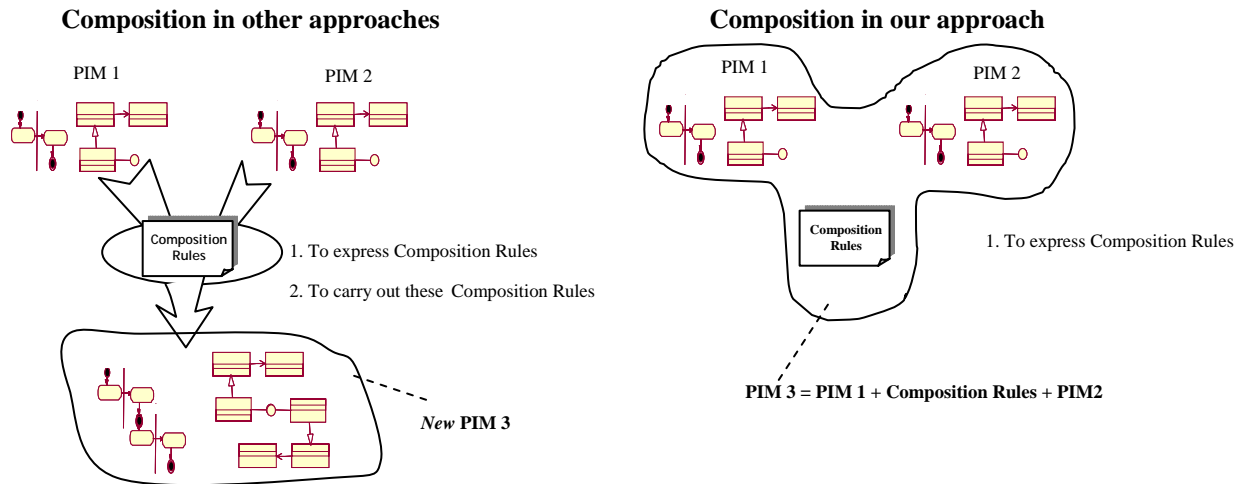 Composition in other approaches
PIM 1
PIM 2
Composition
Rules
1. To express Composition Rules
2. To carry out these Composition Rules
New PIM 3
Composition in our approach
PIM 1
PIM 2
Composition
Rules
1. To express Composition Rules
PIM 3 = PIM 1 + Composition Rules + PIM2